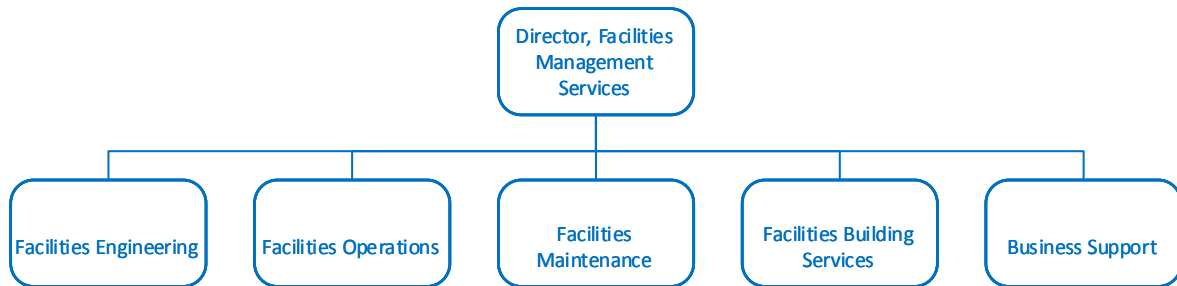 Director, Facilities
Management
Services
Facilities Engineering
Facilities Operations
Facilities
Maintenance
Facilities Building
Services
Business Support